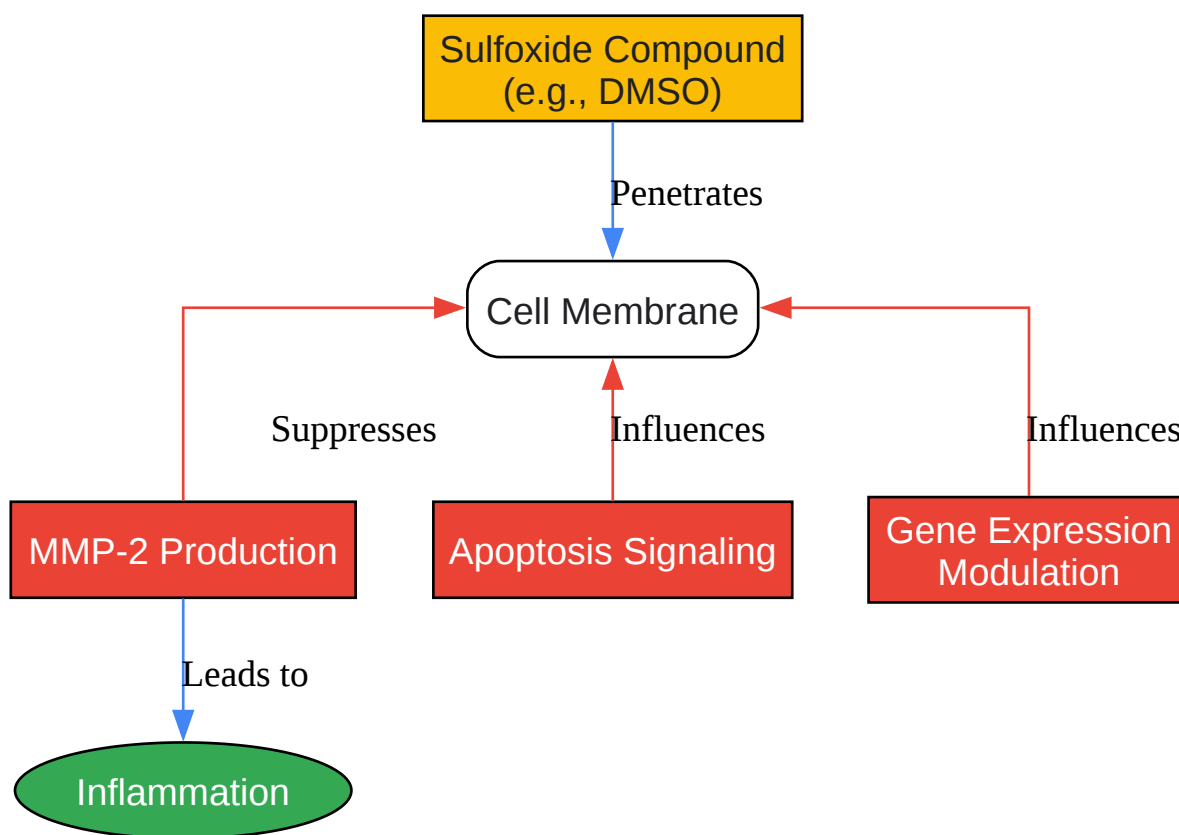 Sulfoxide Compound
(e.g., DMSO)
Penetrates
Cell Membrane
Suppresses
Influences
Influences
MMP-2 Production
Apoptosis Signaling
Gene Expression
Modulation
Leads to
Inflammation